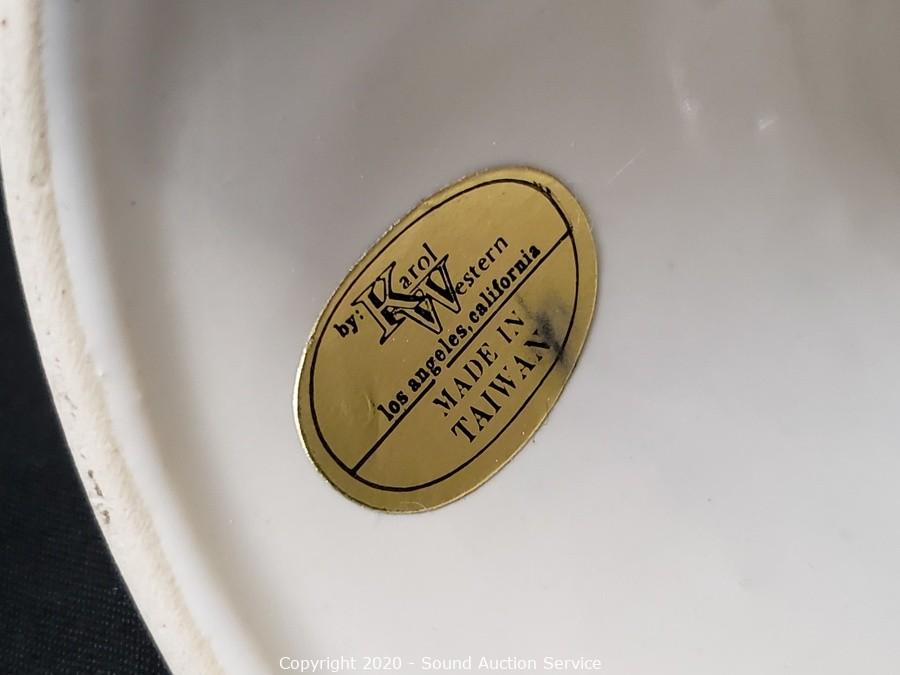 by: Karol
Western
los angeles, california
MADE IN
TAIWAN
Copyright 2020 - Sound Auction Service